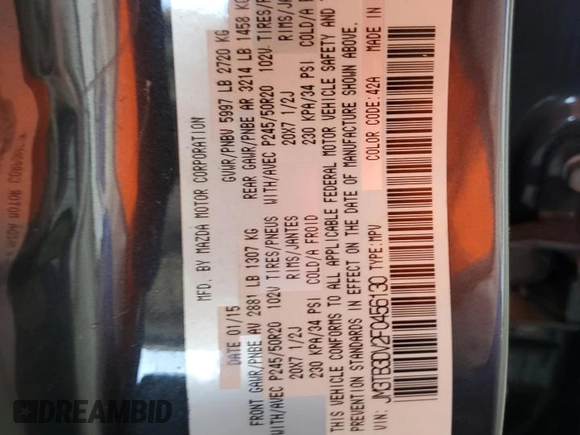 MFD. BY MAZDA MOTOR CORPORATION
DATE 01/15 GVWR/PNBV 5997 LB 2720 KG
FRONT GAWR/PNBE AV 2881 LB 1307 KG REAR GAWR/PNBE AR 3214 LB 1458 KG
WITH/AVEC P245/50R20 102V TIRES/PNEUS WITH/AVEC P245/50R20 102V TIRES/
20X7 1/2J RIMS/JANTES 20X7 1/2J RIMS/JAN
230 KPA/34 PSI COLD/A FROID 230 KPA/34 PSI COLD/A
THIS VEHICLE CONFORMS TO ALL APPLICABLE FEDERAL MOTOR VEHICLE SAFETY AND
PREVENTION STANDARDS IN EFFECT ON THE DATE OF MANUFACTURE SHOWN ABOVE.
VIN: JM3TB3DV2F0456130 TYPE:MPV COLOR CODE:42A MADE IN
DREAMBID